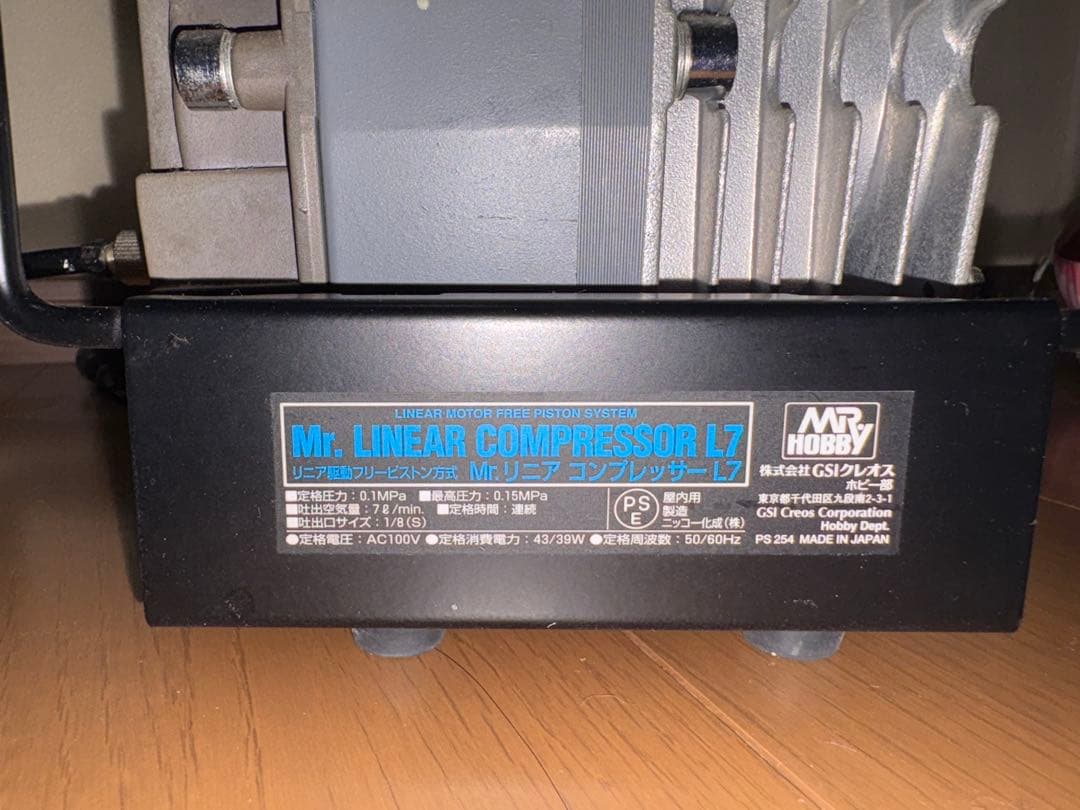 LINEAR MOTOR FREE PISTON SYSTEM
Mr. LINEAR COMPRESSOR L7
リニア駆動フリーピストン方式 Mr.リニア コンプレッサー L7
■定格圧力：0.1MPa ■最高圧力：0.15MPa
■吐出空気量：7ℓ/min. ■定格時間：連続
■吐出口サイズ：1/8(S)
PS
E
屋内用
製造
ニッコー化成(株)
●定格電圧：AC100V ●定格消費電力：43/39W ●定格周波数：50/60Hz
MR
HOBBY
株式会社GSIクレオス
ホビー部
東京都千代田区九段南2-3-1
GSI Creos Corporation
Hobby Dept.
PS 254 MADE IN JAPAN